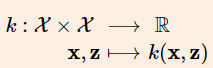 k : 𝒳 × 𝒳 ⟶ ℝ
x, z ⟼ k(x, z)